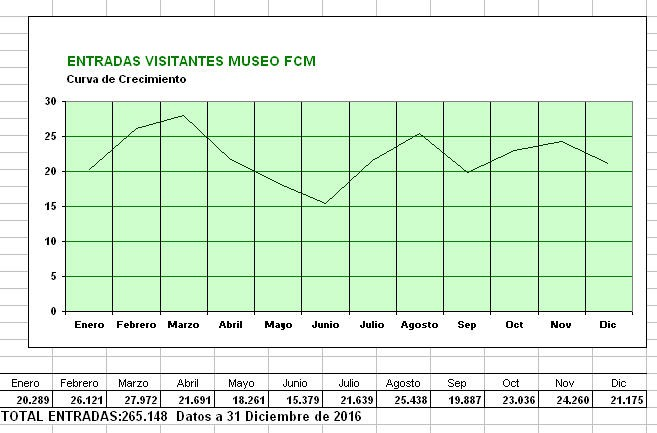 ENTRADAS VISITANTES MUSEO FCM
Curva de Crecimiento
30
25
20
15
10
5
0
Enero Febrero Marzo Abril Mayo Junio Julio Agosto Sep Oct Nov Dic
Enero Febrero Marzo Abril Mayo Junio Julio Agosto Sep Oct Nov Dic
20.289 26.121 27.972 21.691 18.261 15.379 21.639 25.438 19.887 23.036 24.260 21.175
TOTAL ENTRADAS:265.148 Datos a 31 Diciembre de 2016